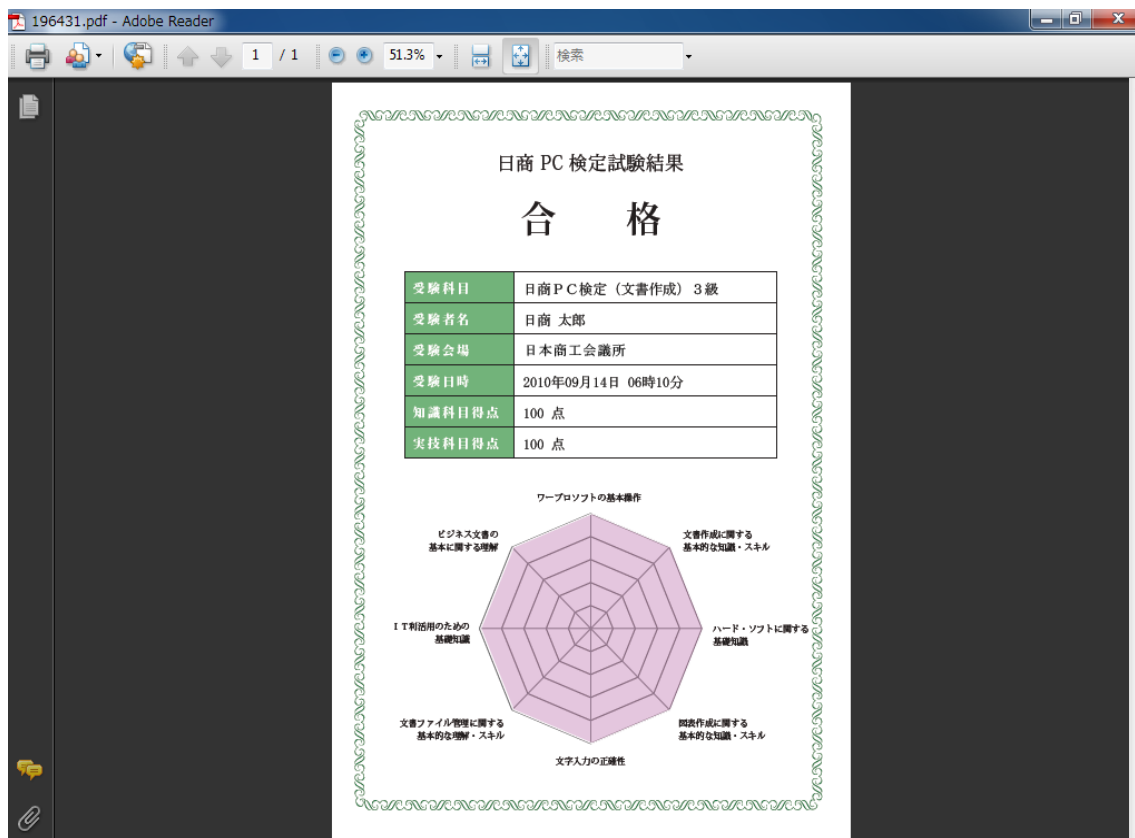 196431.pdf - Adobe Reader
1 / 1
51.3%
検索
日商 PC 検定試験結果
合 格
受験科目 日商ＰＣ検定（文書作成）３級
受験者名 日商 太郎
受験会場 日本商工会議所
受験日時 2010年09月14日 06時10分
知識科目得点 100 点
実技科目得点 100 点
ワープロソフトの基本操作
ビジネス文書の
基本に関する理解
文書作成に関する
基本的な知識・スキル
ＩＴ利活用のための
基礎知識
ハード・ソフトに関する
基礎知識
文書ファイル管理に関する
基本的な理解・スキル
図表作成に関する
基本的な知識・スキル
文字入力の正確性